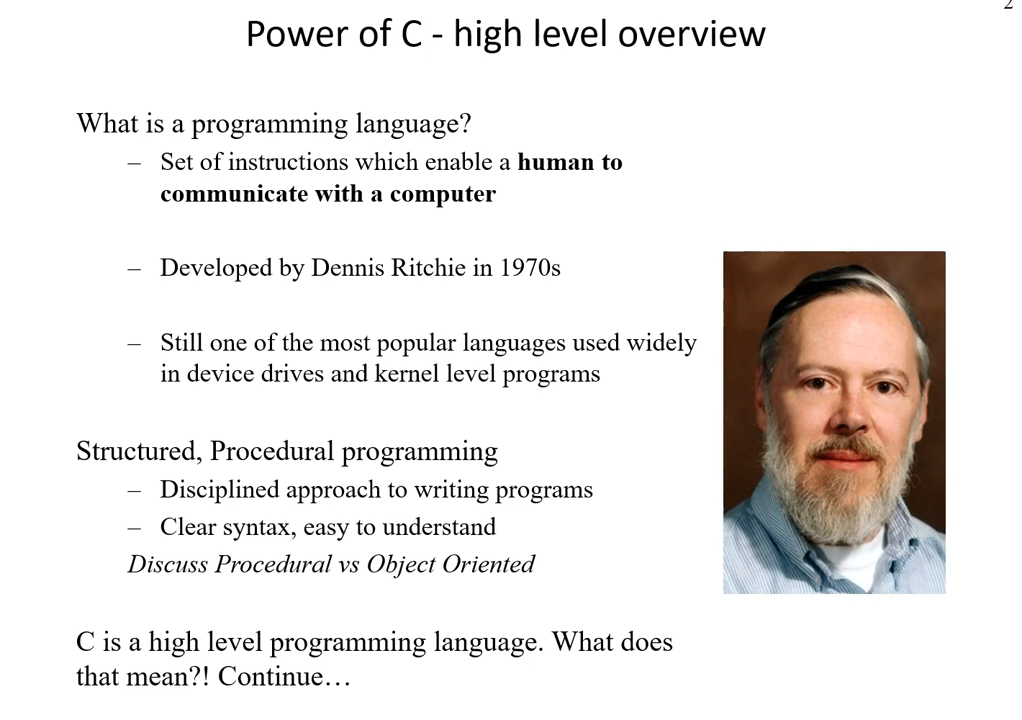 2
Power of C - high level overview
What is a programming language?
– Set of instructions which enable a human to
communicate with a computer
– Developed by Dennis Ritchie in 1970s
– Still one of the most popular languages used widely
in device drives and kernel level programs
Structured, Procedural programming
– Disciplined approach to writing programs
– Clear syntax, easy to understand
Discuss Procedural vs Object Oriented
C is a high level programming language. What does
that mean?! Continue…